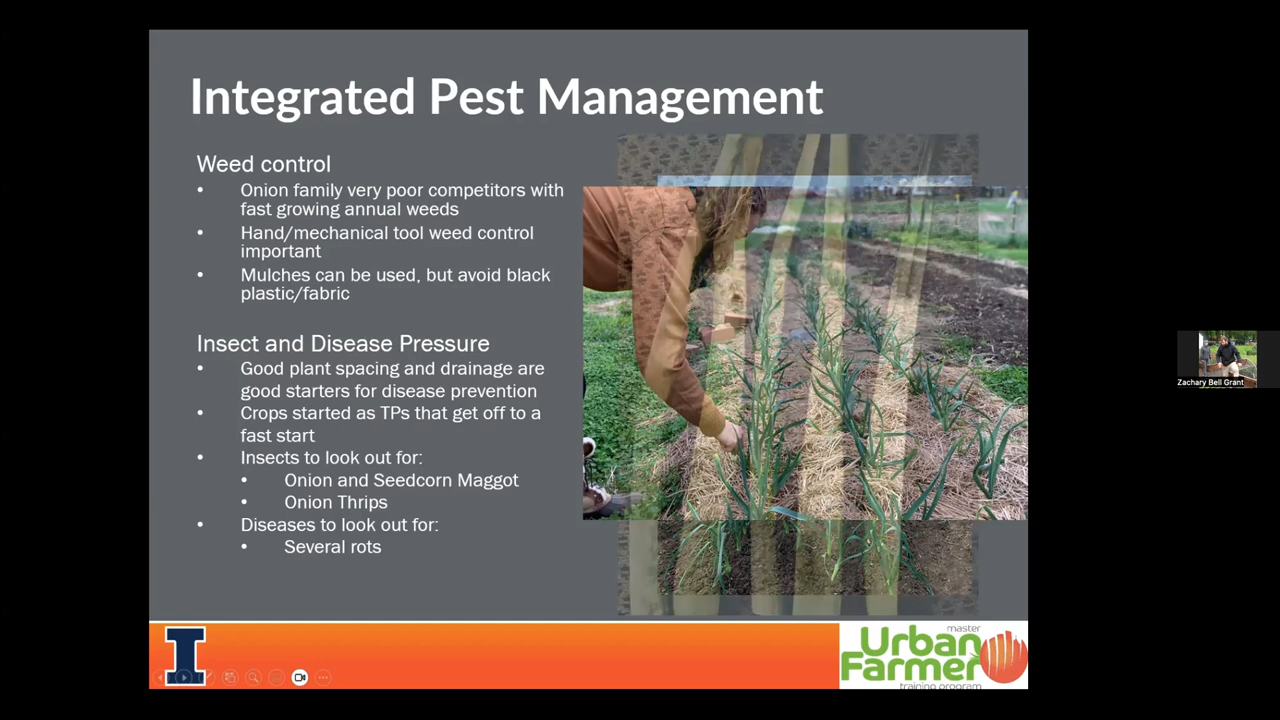 Integrated Pest Management
Weed control
• Onion family very poor competitors with
fast growing annual weeds
• Hand/mechanical tool weed control
important
• Mulches can be used, but avoid black
plastic/fabric
Insect and Disease Pressure
• Good plant spacing and drainage are
good starters for disease prevention
• Crops started as TPs that get off to a
fast start
• Insects to look out for:
• Onion and Seedcorn Maggot
• Onion Thrips
• Diseases to look out for:
• Several rots
Zachary Bell Grant
I
master
Urban
Farmer
training program